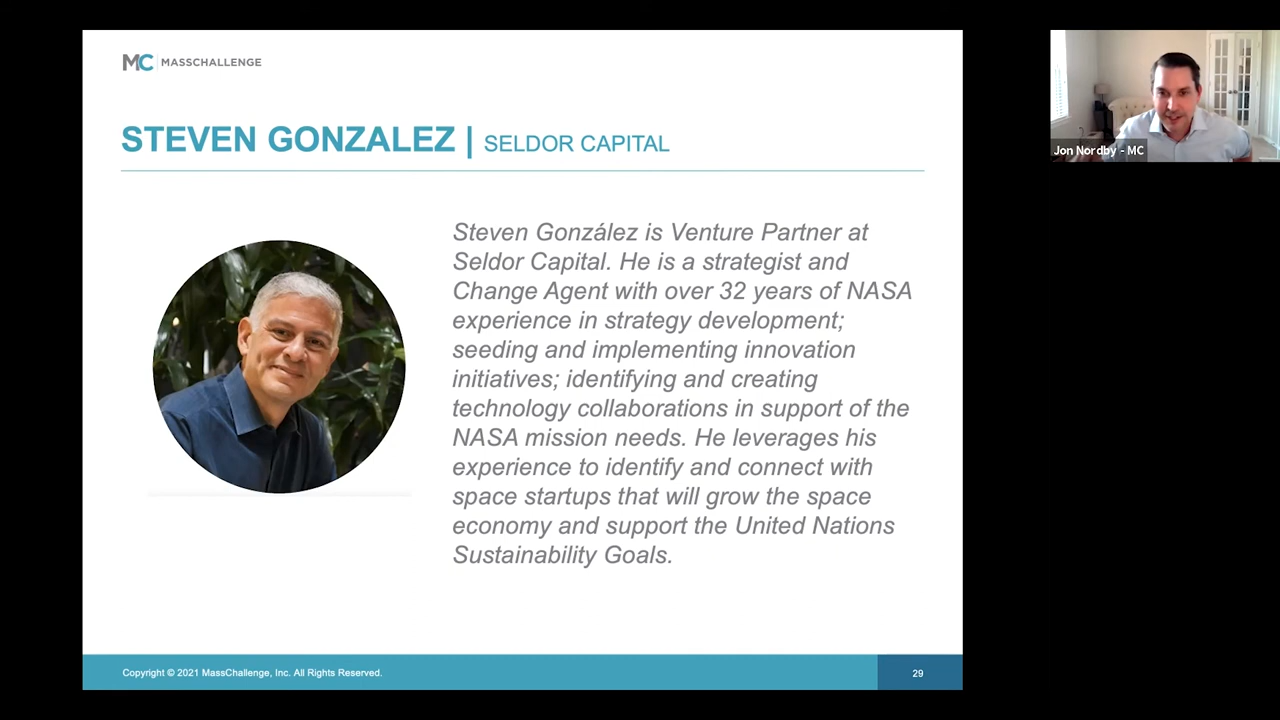 MC MASSCHALLENGE
STEVEN GONZALEZ | SELDOR CAPITAL
Steven González is Venture Partner at
Seldor Capital. He is a strategist and
Change Agent with over 32 years of NASA
experience in strategy development;
seeding and implementing innovation
initiatives; identifying and creating
technology collaborations in support of the
NASA mission needs. He leverages his
experience to identify and connect with
space startups that will grow the space
economy and support the United Nations
Sustainability Goals.
Copyright © 2021 MassChallenge, Inc. All Rights Reserved.
29
Jon Nordby - MC